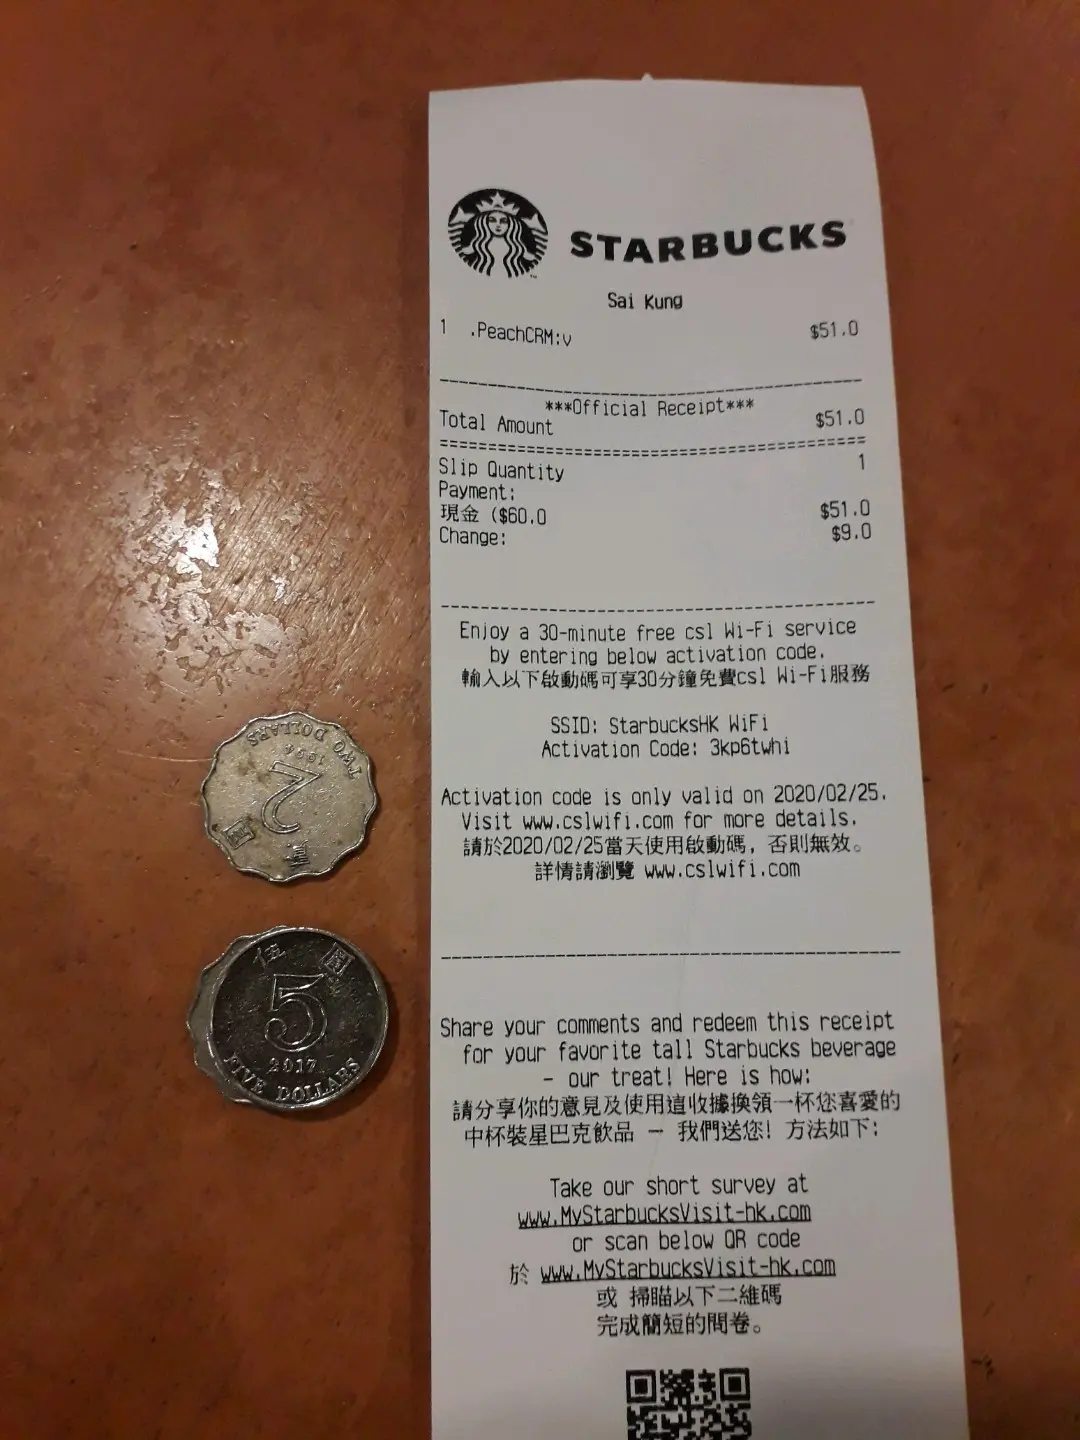 STARBUCKS
Sai Kung
1 .PeachCRM:v $51.0
***Official Receipt***
Total Amount $51.0
Slip Quantity 1
Payment:
現金 ($60.0 $51.0
Change: $9.0
Enjoy a 30-minute free csl Wi-Fi service
by entering below activation code.
輸入以下啟動碼可享30分鐘免費csl Wi-Fi服務
SSID: StarbucksHK WiFi
Activation Code: 3kp6twhi
Activation code is only valid on 2020/02/25.
Visit www.cslwifi.com for more details.
請於2020/02/25當天使用啟動碼，否則無效。
詳情請瀏覽 www.cslwifi.com
Share your comments and redeem this receipt
for your favorite tall Starbucks beverage
- our treat! Here is how:
請分享你的意見及使用這收據換領一杯您喜愛的
中杯裝星巴克飲品 － 我們送您! 方法如下:
Take our short survey at
www.MyStarbucksVisit-hk.com
or scan below QR code
於 www.MyStarbucksVisit-hk.com
或 掃瞄以下二維碼
完成簡短的問卷。
TWO DOLLARS
1994
2
貳 圓
伍 圓
5
2017
FIVE DOLLARS